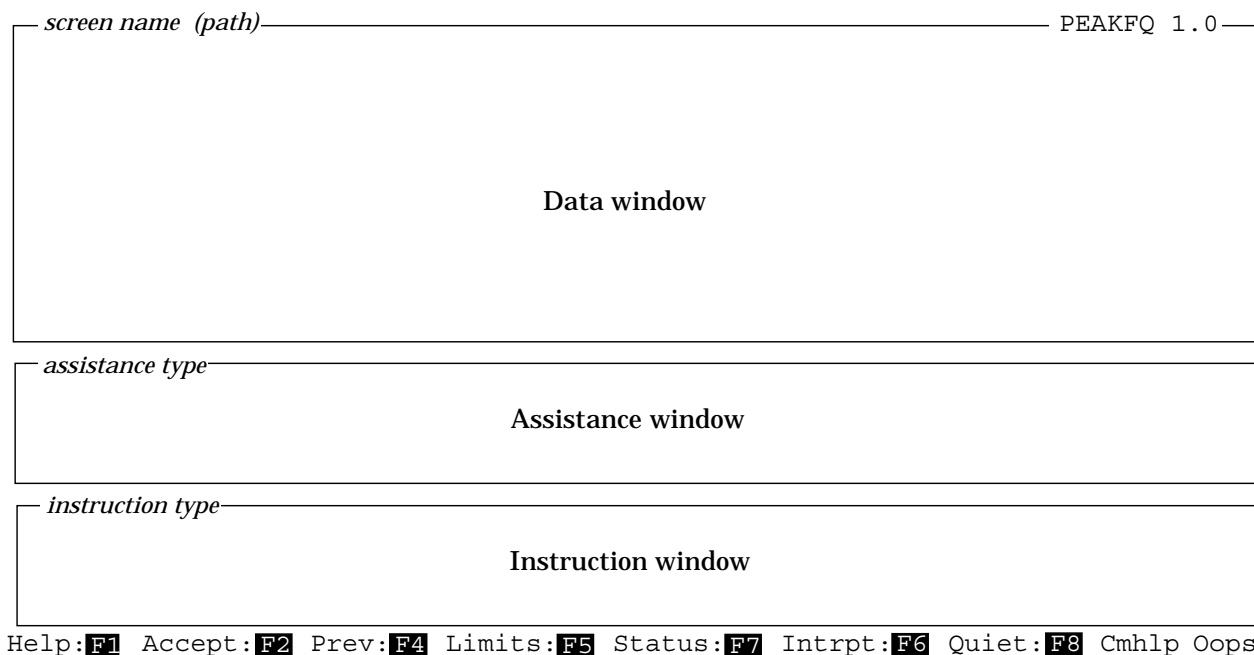 screen name (path) PEAKFQ 1.0
Data window
assistance type
Assistance window
instruction type
Instruction window
Help:F1 Accept:F2 Prev:F4 Limits:F5 Status:F7 Intrpt:F6 Quiet:F8 Cmhlp Oops